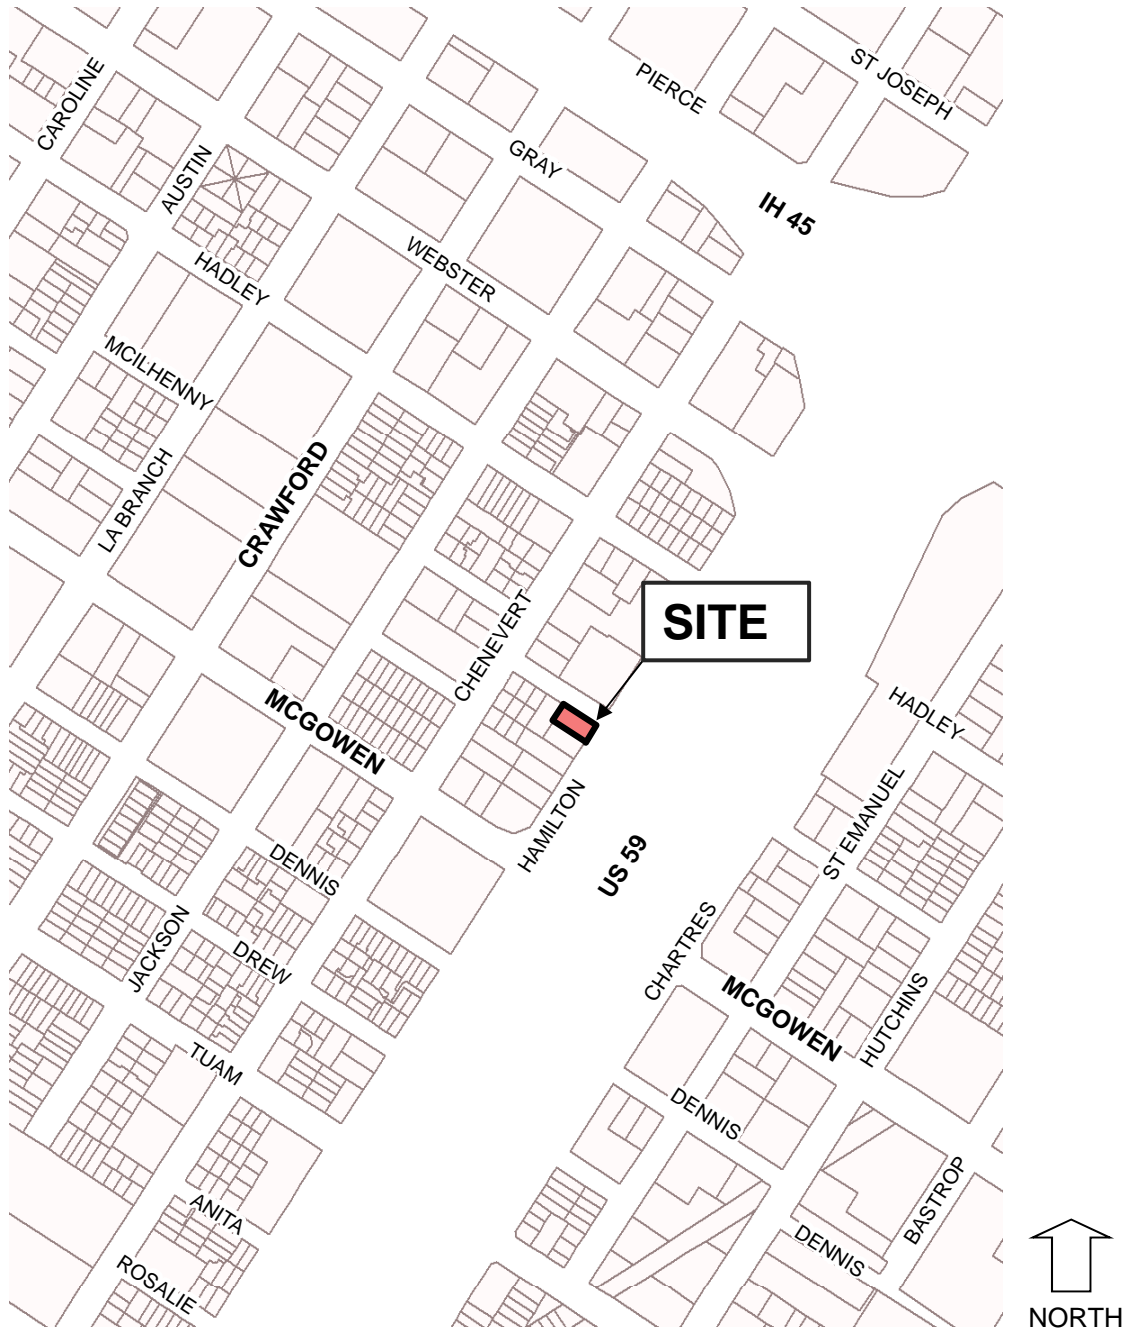 ST JOSEPH
PIERCE
CAROLINE
GRAY
AUSTIN
IH 45
WEBSTER
HADLEY
MCILHENNY
LA BRANCH
CRAWFORD
SITE
CHENEVERT
HADLEY
MCGOWEN
HAMILTON
ST EMANUEL
US 59
DENNIS
JACKSON
DREW
CHARTRES
MCGOWEN
HUTCHINS
TUAM
DENNIS
BASTROP
ANITA
DENNIS
ROSALIE
NORTH